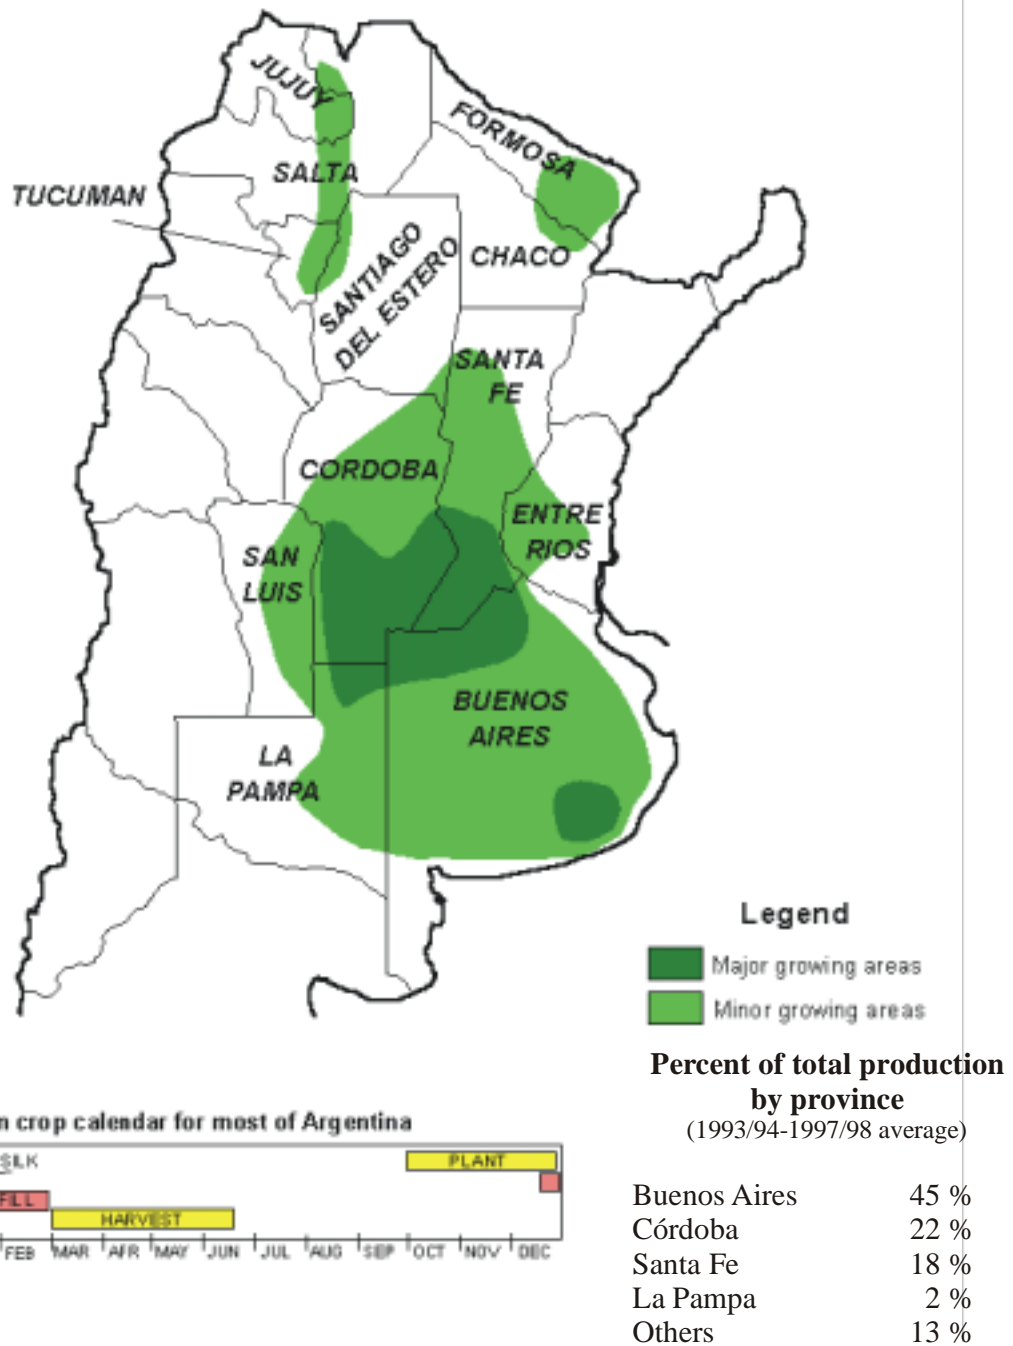 JUJUY
FORMOSA
SALTA
TUCUMAN
SANTIAGO
DEL ESTERO
CHACO
SANTA
FE
CORDOBA
ENTRE
RIOS
SAN
LUIS
BUENOS
AIRES
LA
PAMPA
Legend
Major growing areas
Minor growing areas
Percent of total production
by province
(1993/94-1997/98 average)
Buenos Aires 45 %
Córdoba 22 %
Santa Fe 18 %
La Pampa 2 %
Others 13 %
n crop calendar for most of Argentina
SILK PLANT
FILL
HARVEST
FEB MAR APR MAY JUN JUL AUG SEP OCT NOV DEC